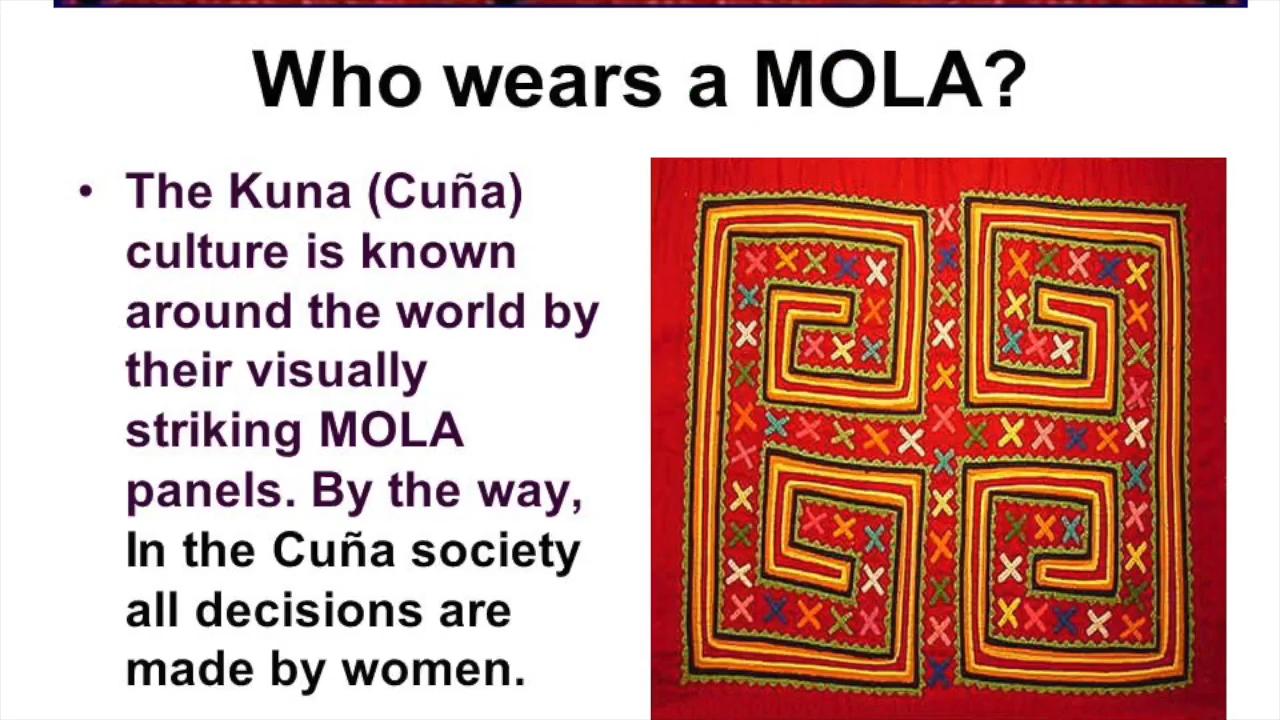 Who wears a MOLA?
• The Kuna (Cuña)
culture is known
around the world by
their visually
striking MOLA
panels. By the way,
In the Cuña society
all decisions are
made by women.